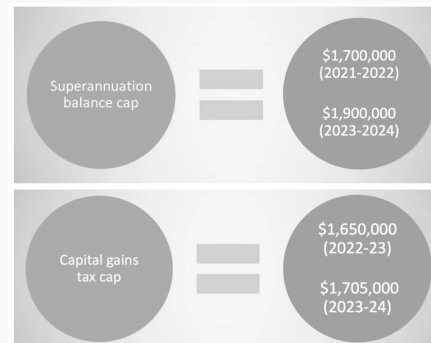 Superannuation
balance cap
$1,700,000
(2021-2022)
$1,900,000
(2023-2024)
Capital gains
tax cap
$1,650,000
(2022-23)
$1,705,000
(2023-24)